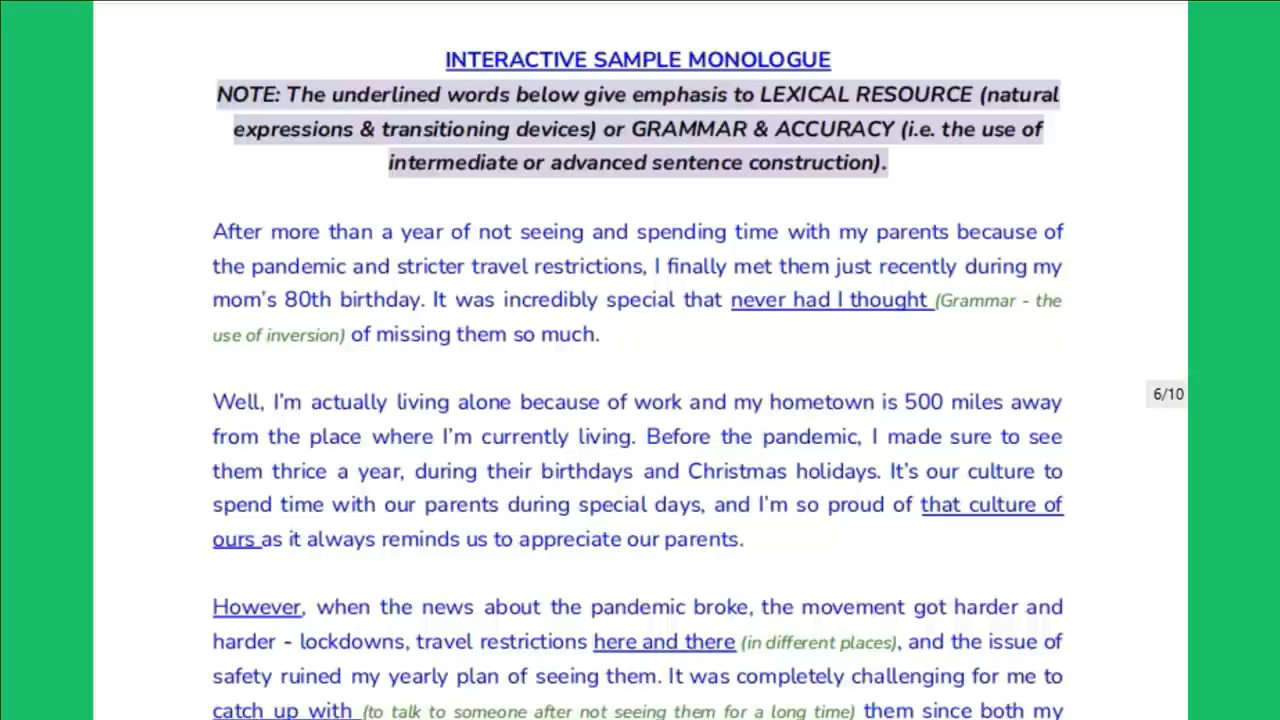 INTERACTIVE SAMPLE MONOLOGUE
NOTE: The underlined words below give emphasis to LEXICAL RESOURCE (natural
expressions & transitioning devices) or GRAMMAR & ACCURACY (i.e. the use of
intermediate or advanced sentence construction).
After more than a year of not seeing and spending time with my parents because of
the pandemic and stricter travel restrictions, I finally met them just recently during my
mom's 80th birthday. It was incredibly special that never had I thought (Grammar - the
use of inversion) of missing them so much.
Well, I'm actually living alone because of work and my hometown is 500 miles away
from the place where I'm currently living. Before the pandemic, I made sure to see
them thrice a year, during their birthdays and Christmas holidays. It's our culture to
spend time with our parents during special days, and I'm so proud of that culture of
ours as it always reminds us to appreciate our parents.
However, when the news about the pandemic broke, the movement got harder and
harder - lockdowns, travel restrictions here and there (in different places), and the issue of
safety ruined my yearly plan of seeing them. It was completely challenging for me to
catch up with (to talk to someone after not seeing them for a long time) them since both my
6/10